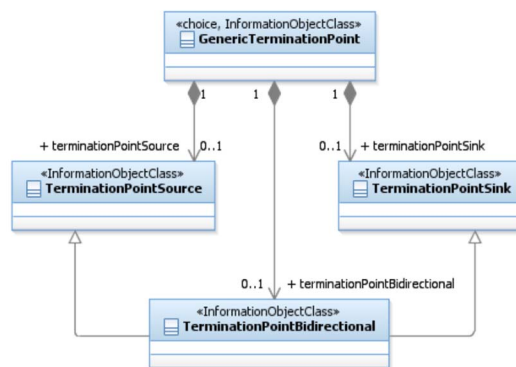 «choice, InformationObjectClass»
GenericTerminationPoint
1
1
1
+ terminationPointSource
0..1
0..1
+ terminationPointSink
«InformationObjectClass»
TerminationPointSource
«InformationObjectClass»
TerminationPointSink
0..1
+ terminationPointBidirectional
«InformationObjectClass»
TerminationPointBidirectional